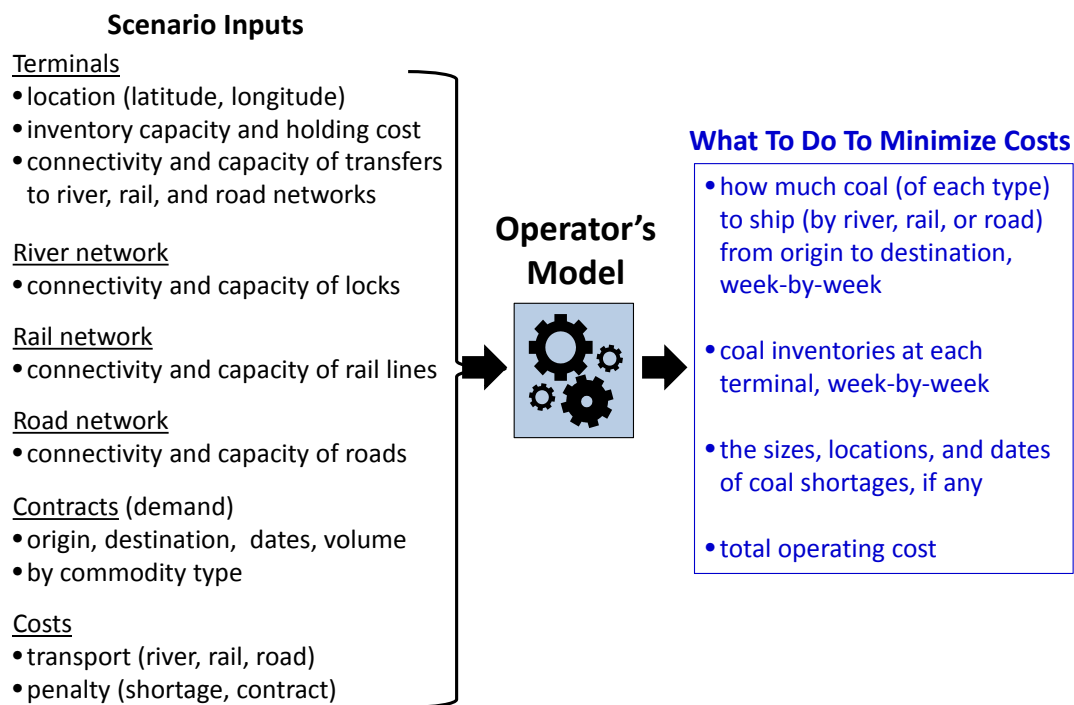 Scenario Inputs
Terminals
•location (latitude, longitude)
•inventory capacity and holding cost
•connectivity and capacity of transfers
to river, rail, and road networks
River network
•connectivity and capacity of locks
Rail network
•connectivity and capacity of rail lines
Road network
•connectivity and capacity of roads
Contracts (demand)
•origin, destination, dates, volume
•by commodity type
Costs
•transport (river, rail, road)
•penalty (shortage, contract)
Operator's
Model
What To Do To Minimize Costs
•how much coal (of each type)
to ship (by river, rail, or road)
from origin to destination,
week-by-week
•coal inventories at each
terminal, week-by-week
•the sizes, locations, and dates
of coal shortages, if any
•total operating cost